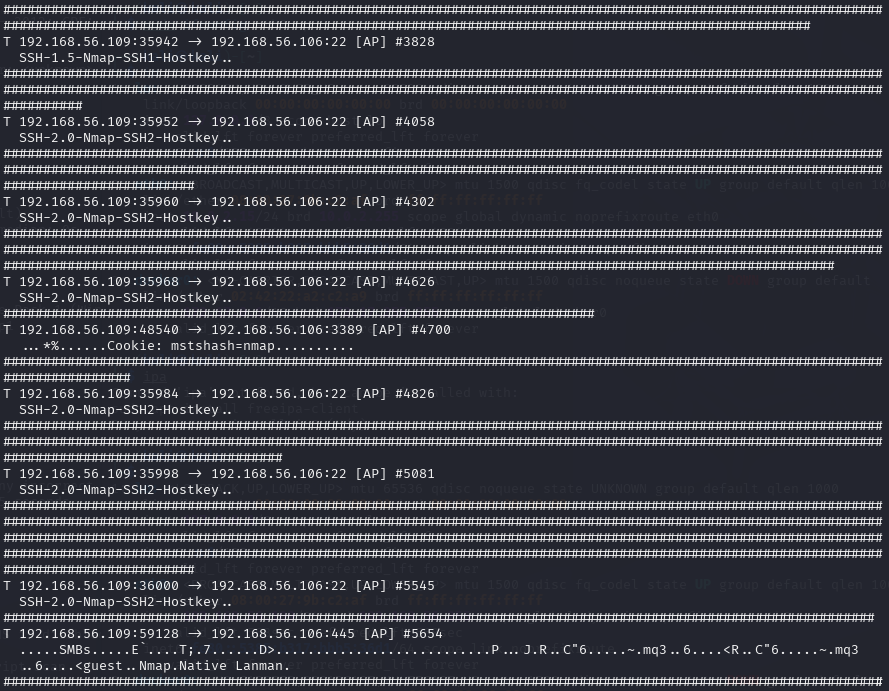 ##############################################################################################################
#####################################################################################################
T 192.168.56.109:35942 -> 192.168.56.106:22 [AP] #3828
SSH-1.5-Nmap-SSH1-Hostkey..
##############################################################################################################
##############################################################################################################
##########
T 192.168.56.109:35952 -> 192.168.56.106:22 [AP] #4058
SSH-2.0-Nmap-SSH2-Hostkey..
##############################################################################################################
##############################################################################################################
########################
T 192.168.56.109:35960 -> 192.168.56.106:22 [AP] #4302
SSH-2.0-Nmap-SSH2-Hostkey..
##############################################################################################################
##############################################################################################################
########################################################################################################
T 192.168.56.109:35968 -> 192.168.56.106:22 [AP] #4626
SSH-2.0-Nmap-SSH2-Hostkey..
##########################################################################
T 192.168.56.109:48540 -> 192.168.56.106:3389 [AP] #4700
...*%......Cookie: mstshash=nmap..........
##############################################################################################################
################
T 192.168.56.109:35984 -> 192.168.56.106:22 [AP] #4826
SSH-2.0-Nmap-SSH2-Hostkey..
##############################################################################################################
##############################################################################################################
###################################
T 192.168.56.109:35998 -> 192.168.56.106:22 [AP] #5081
SSH-2.0-Nmap-SSH2-Hostkey..
##############################################################################################################
##############################################################################################################
##############################################################################################################
##############################################################################################################
########################
T 192.168.56.109:36000 -> 192.168.56.106:22 [AP] #5545
SSH-2.0-Nmap-SSH2-Hostkey..
#############################################################################################################
T 192.168.56.109:59128 -> 192.168.56.106:445 [AP] #5654
.....SMBs.....E`....T;.7......D>...........................P...J.R..C"6.....~.mq3..6....<R..C"6.....~.mq3
..6....<guest..Nmap.Native Lanman.
##############################################################################################################